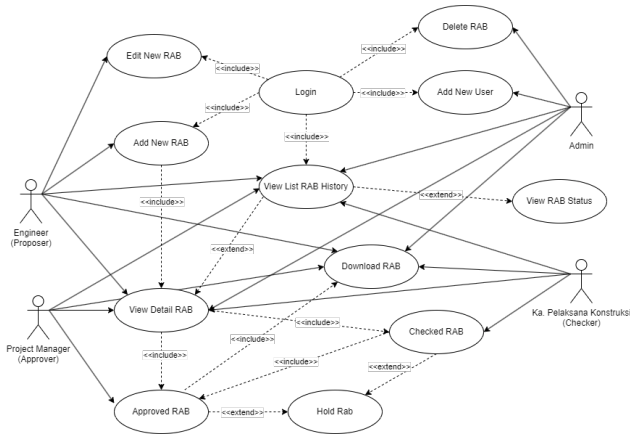 Delete RAB
Edit New RAB
<<include>>
<<include>>
Login
<<include>>
Add New User
<<include>>
Add New RAB
<<include>>
Admin
View List RAB History
<<extend>>
View RAB Status
<<include>>
Engineer
(Proposer)
<<extend>>
Download RAB
View Detail RAB
Ka. Pelaksana Konstruksi
(Checker)
<<include>>
Checked RAB
Project Manager
(Approver)
<<include>>
<<include>>
<<include>>
<<extend>>
Approved RAB
<<extend>>
Hold Rab